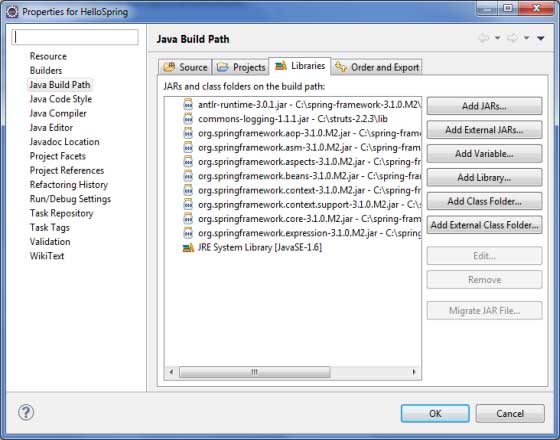 Properties for HelloSpring
Java Build Path
Resource
Builders
Java Build Path
Java Code Style
Java Compiler
Java Editor
Javadoc Location
Project Facets
Project References
Refactoring History
Run/Debug Settings
Task Repository
Task Tags
Validation
WikiText
Source
Projects
Libraries
Order and Export
JARs and class folders on the build path:
antlr-runtime-3.0.1.jar - C:\spring-framework-3.1.0.M2\
commons-logging-1.1.1.jar - C:\struts-2.2.3\lib
org.springframework.aop-3.1.0.M2.jar - C:\spring-fram
org.springframework.asm-3.1.0.M2.jar - C:\spring-fram
org.springframework.aspects-3.1.0.M2.jar - C:\spring-f
org.springframework.beans-3.1.0.M2.jar - C:\spring-fra
org.springframework.context-3.1.0.M2.jar - C:\spring-f
org.springframework.context.support-3.1.0.M2.jar - C:\
org.springframework.core-3.1.0.M2.jar - C:\spring-fram
org.springframework.expression-3.1.0.M2.jar - C:\spring
JRE System Library [JavaSE-1.6]
Add JARs...
Add External JARs...
Add Variable...
Add Library...
Add Class Folder...
Add External Class Folder...
Edit...
Remove
Migrate JAR File...
OK
Cancel